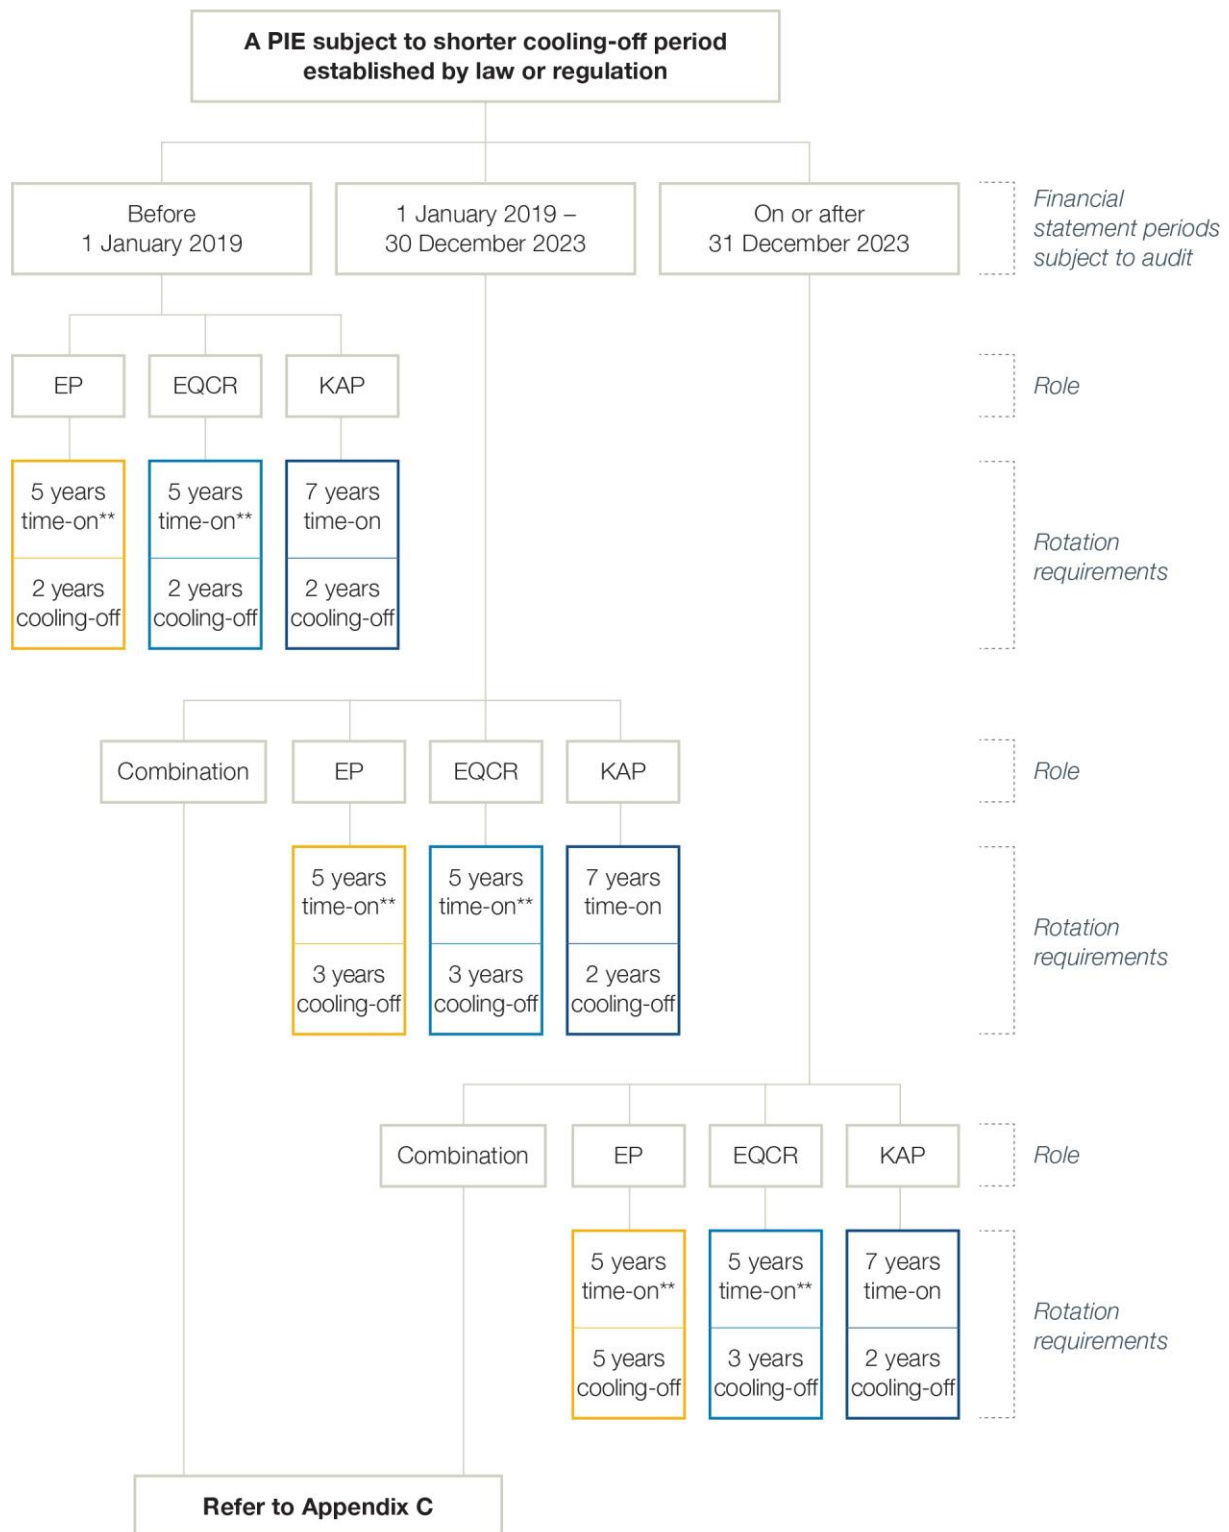 A PIE subject to shorter cooling-off period
established by law or regulation
Before
1 January 2019
1 January 2019 –
30 December 2023
On or after
31 December 2023
Financial
statement periods
subject to audit
EP
EQCR
KAP
Role
5 years
time-on**
2 years
cooling-off
5 years
time-on**
2 years
cooling-off
7 years
time-on
2 years
cooling-off
Rotation
requirements
Combination
EP
EQCR
KAP
Role
5 years
time-on**
3 years
cooling-off
5 years
time-on**
3 years
cooling-off
7 years
time-on
2 years
cooling-off
Rotation
requirements
Combination
EP
EQCR
KAP
Role
5 years
time-on**
5 years
cooling-off
5 years
time-on**
3 years
cooling-off
7 years
time-on
2 years
cooling-off
Rotation
requirements
Refer to Appendix C